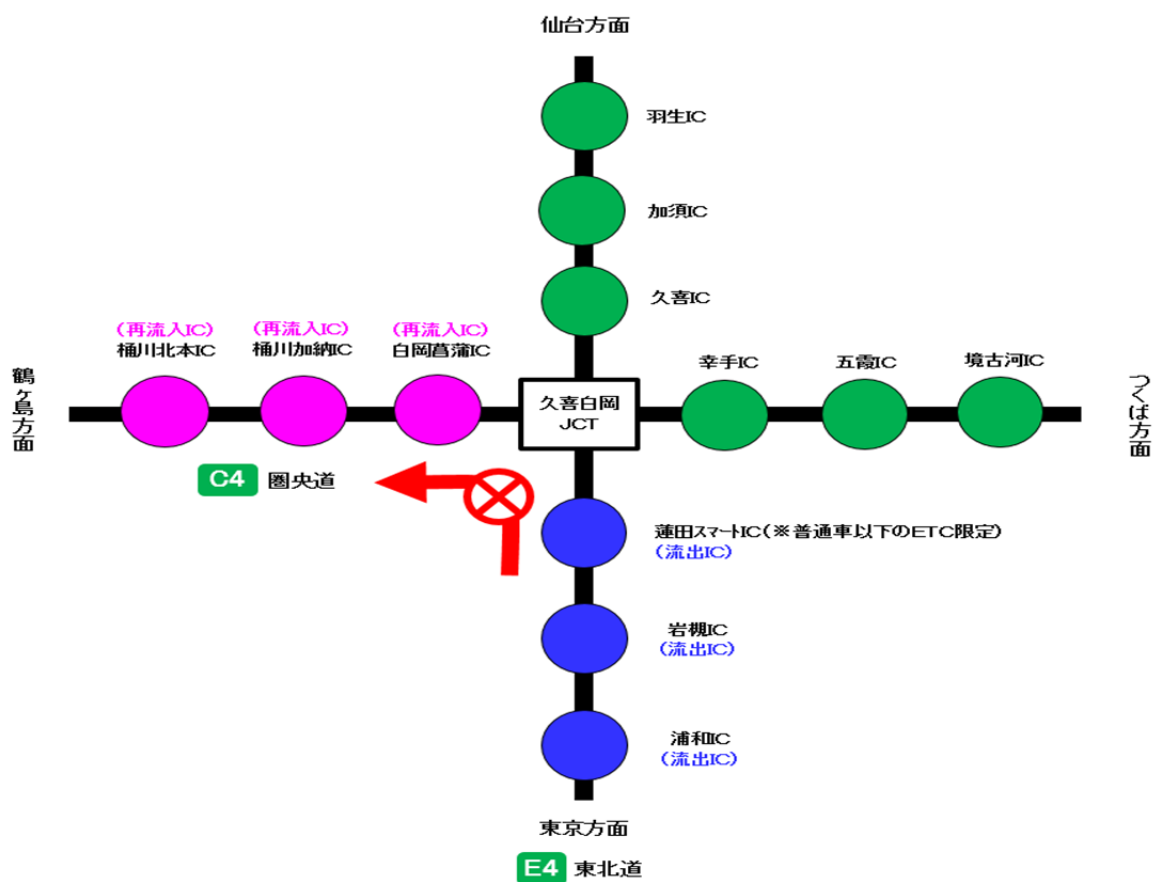 仙台方面
羽生IC
加須IC
久喜IC
(再流入IC)
桶川北本IC
(再流入IC)
桶川加納IC
(再流入IC)
白岡菖蒲IC
幸手IC
五霞IC
境古河IC
鶴ヶ島方面
久喜白岡
JCT
つくば方面
C4 圏央道
蓮田スマートIC(※普通車以下のETC限定)
(流出IC)
岩槻IC
(流出IC)
浦和IC
(流出IC)
東京方面
E4 東北道